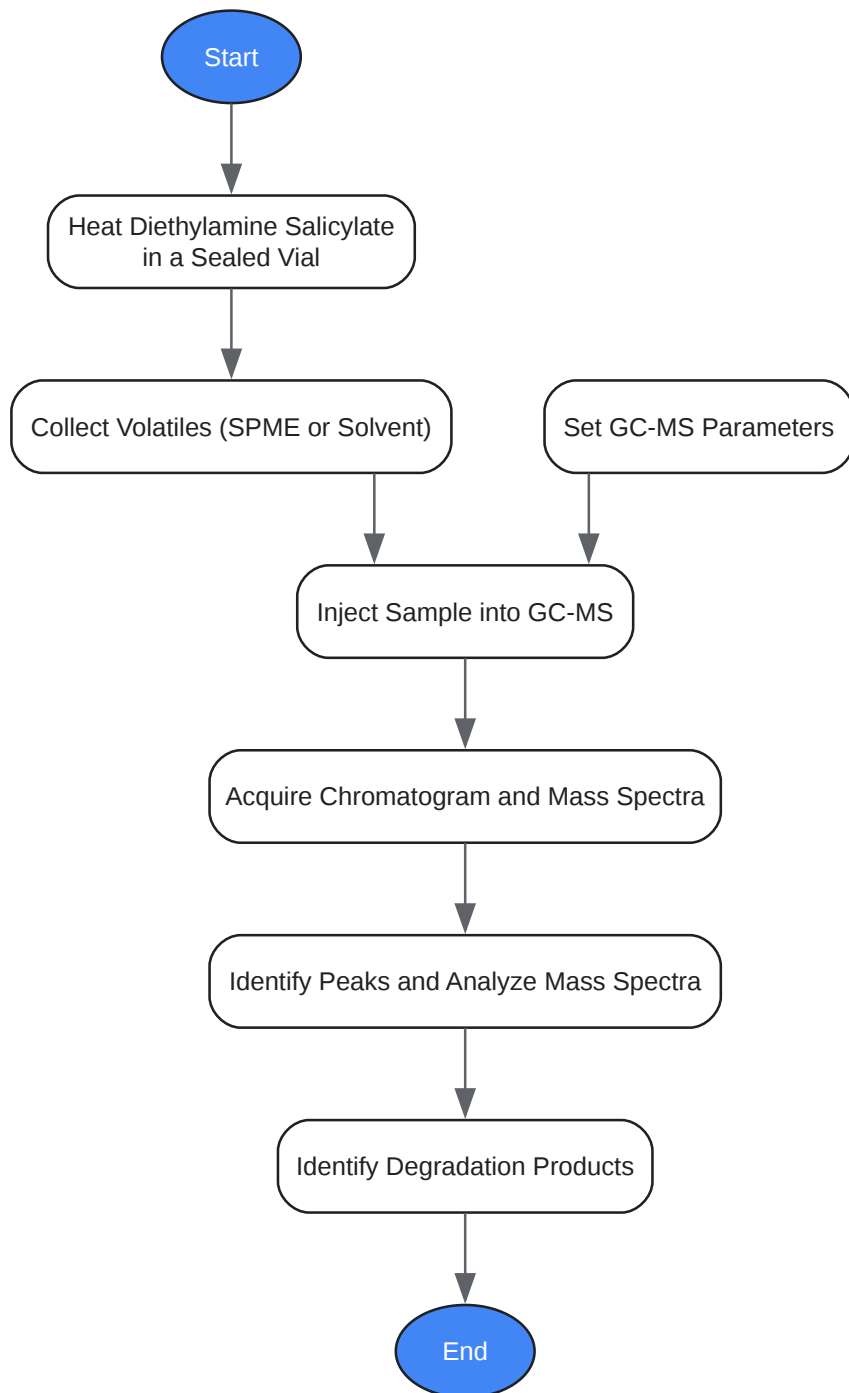 Start
Heat Diethylamine Salicylate
in a Sealed Vial
Collect Volatiles (SPME or Solvent)
Set GC-MS Parameters
Inject Sample into GC-MS
Acquire Chromatogram and Mass Spectra
Identify Peaks and Analyze Mass Spectra
Identify Degradation Products
End